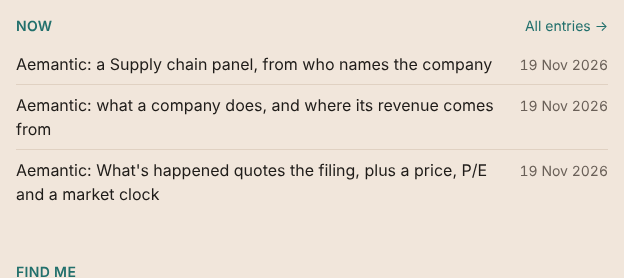 NOW
All entries →
Aemantic: a Supply chain panel, from who names the company
19 Nov 2026
Aemantic: what a company does, and where its revenue comes
from
19 Nov 2026
Aemantic: What's happened quotes the filing, plus a price, P/E
and a market clock
19 Nov 2026
FIND ME